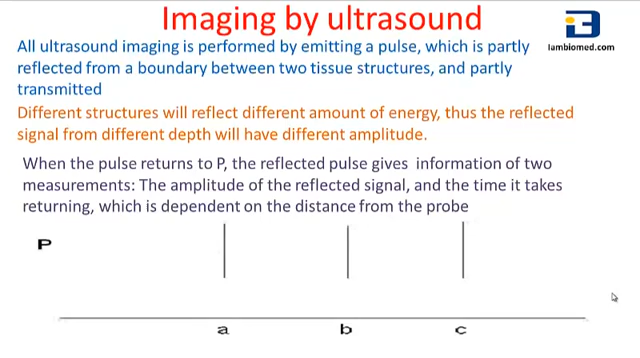 Imaging by ultrasound
Iambiomed.com
All ultrasound imaging is performed by emitting a pulse, which is partly
reflected from a boundary between two tissue structures, and partly
transmitted
Different structures will reflect different amount of energy, thus the reflected
signal from different depth will have different amplitude.
When the pulse returns to P, the reflected pulse gives information of two
measurements: The amplitude of the reflected signal, and the time it takes
returning, which is dependent on the distance from the probe
P
a b c